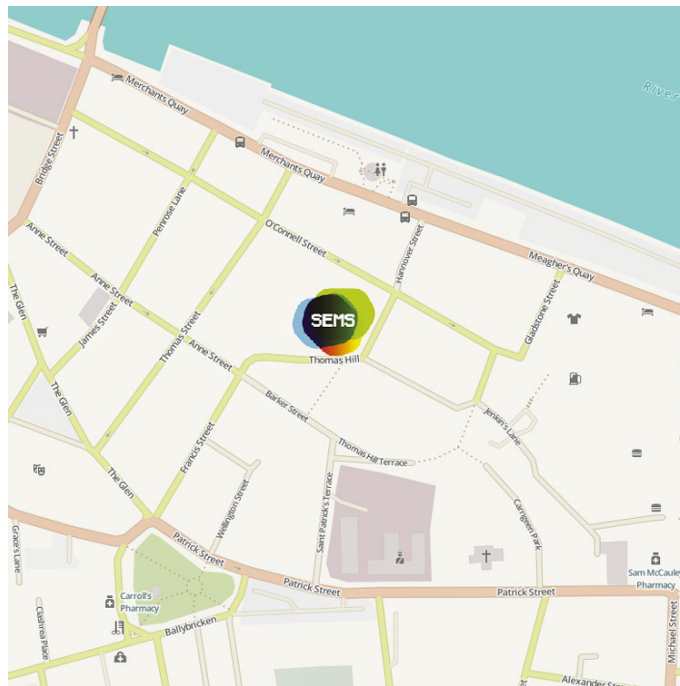 River
Merchants Quay
Bridge Street
Penrose Lane
Merchants Quay
Anne Street
O'Connell Street
Hannover Street
Meagher's Quay
The Glen
Anne Street
James Street
Thomas Street
SEMS
Gladstone Street
Anne Street
Thomas Hill
The Glen
Barker Street
Jenkin's Lane
Francis Street
Thomas Hill Terrace
The Glen
Wellington Street
Saint Patrick's Terrace
Carrigeen Park
Grace's Lane
Patrick Street
Patrick Street
Patrick Street
Sam McCauley
Pharmacy
Carroll's
Pharmacy
Clashrea Place
Ballybricken
Michael Street
Alexander Stre